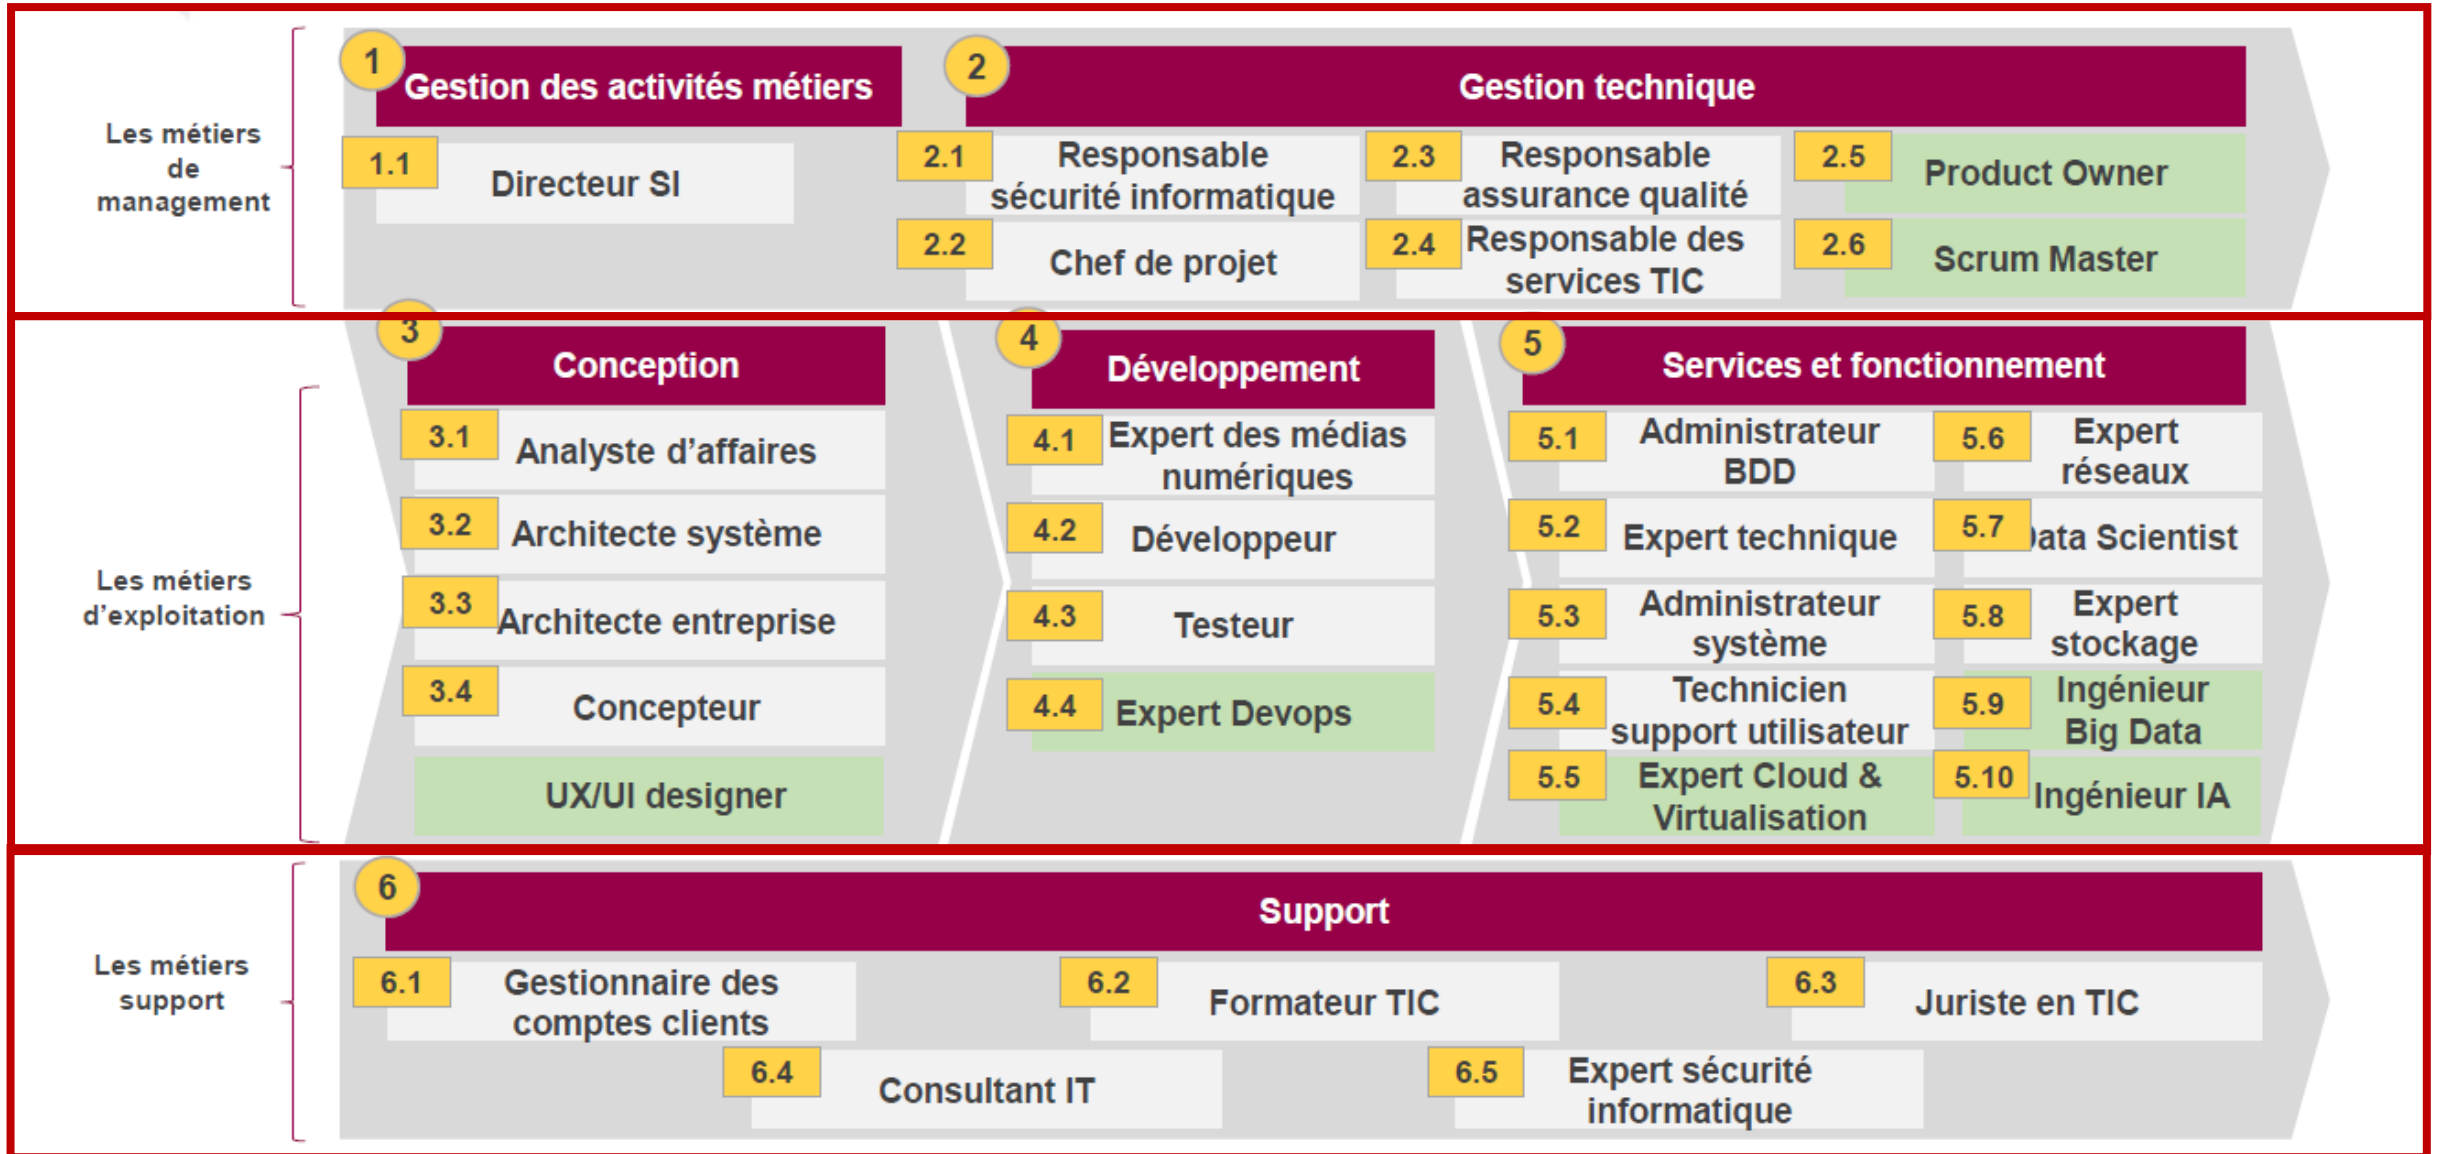 Les métiers
de
management
1
Gestion des activités métiers
1.1
Directeur SI
2
Gestion technique
2.1
Responsable
sécurité informatique
2.2
Chef de projet
2.3
Responsable
assurance qualité
2.4
Responsable des
services TIC
2.5
Product Owner
2.6
Scrum Master
Les métiers
d'exploitation
3
Conception
3.1
Analyste d'affaires
3.2
Architecte système
3.3
Architecte entreprise
3.4
Concepteur
UX/UI designer
4
Développement
4.1
Expert des médias
numériques
4.2
Développeur
4.3
Testeur
4.4
Expert Devops
5
Services et fonctionnement
5.1
Administrateur
BDD
5.2
Expert technique
5.3
Administrateur
système
5.4
Technicien
support utilisateur
5.5
Expert Cloud &
Virtualisation
5.6
Expert
réseaux
5.7
Data Scientist
5.8
Expert
stockage
5.9
Ingénieur
Big Data
5.10
Ingénieur IA
Les métiers
support
6
Support
6.1
Gestionnaire des
comptes clients
6.2
Formateur TIC
6.3
Juriste en TIC
6.4
Consultant IT
6.5
Expert sécurité
informatique